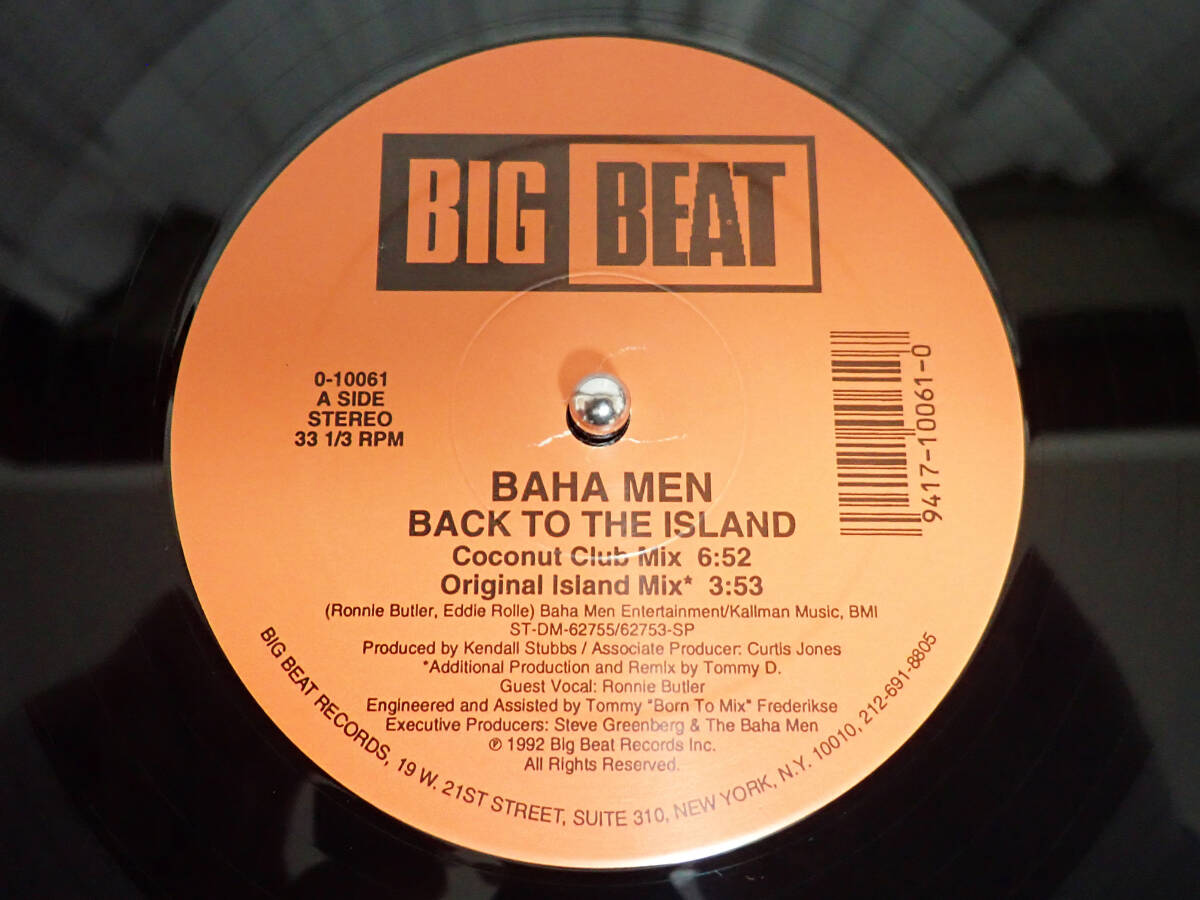 BIG BEAT
0-10061
A SIDE
STEREO
33 1/3 RPM
9417-10061-0
BAHA MEN
BACK TO THE ISLAND
Coconut Club Mix 6:52
Original Island Mix* 3:53
(Ronnie Butler, Eddie Rolle) Baha Men Entertainment/Kallman Music, BMI
ST-DM-62755/62753-SP
Produced by Kendall Stubbs / Associate Producer: Curtis Jones
*Additional Production and Remix by Tommy D.
Guest Vocal: Ronnie Butler
Engineered and Assisted by Tommy "Born To Mix" Frederikse
Executive Producers: Steve Greenberg & The Baha Men
℗ 1992 Big Beat Records Inc.
All Rights Reserved.
BIG BEAT RECORDS, 19 W. 21ST STREET, SUITE 310, NEW YORK, N.Y. 10010, 212-691-8805